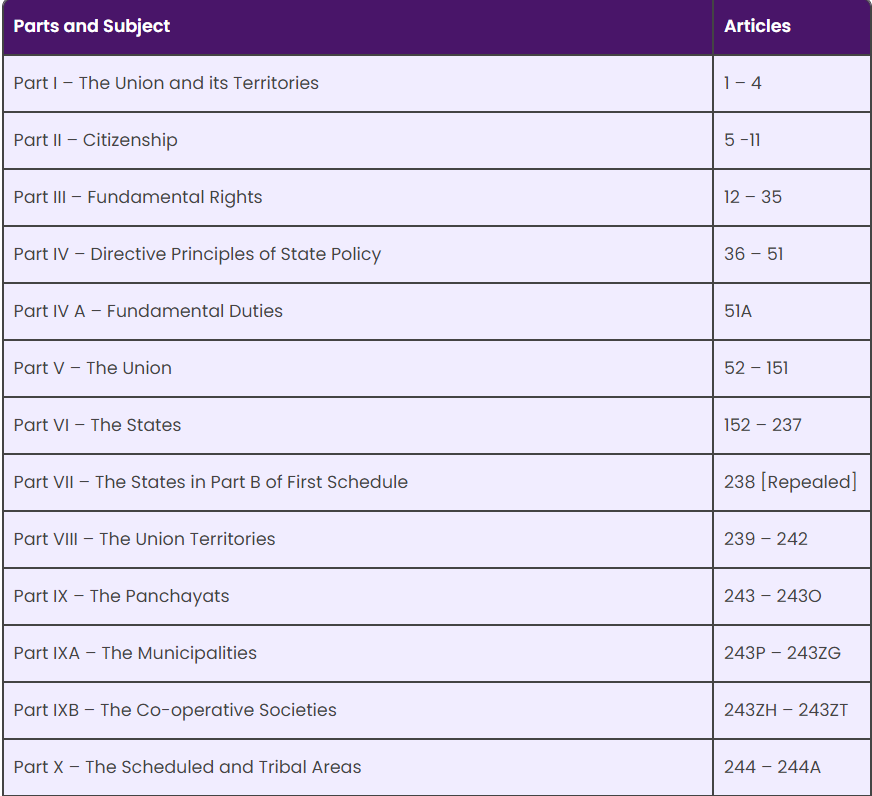 Parts and Subject Articles
Part I – The Union and its Territories 1 – 4
Part II – Citizenship 5 -11
Part III – Fundamental Rights 12 – 35
Part IV – Directive Principles of State Policy 36 – 51
Part IV A – Fundamental Duties 51A
Part V – The Union 52 – 151
Part VI – The States 152 – 237
Part VII – The States in Part B of First Schedule 238 [Repealed]
Part VIII – The Union Territories 239 – 242
Part IX – The Panchayats 243 – 243O
Part IXA – The Municipalities 243P – 243ZG
Part IXB – The Co-operative Societies 243ZH – 243ZT
Part X – The Scheduled and Tribal Areas 244 – 244A